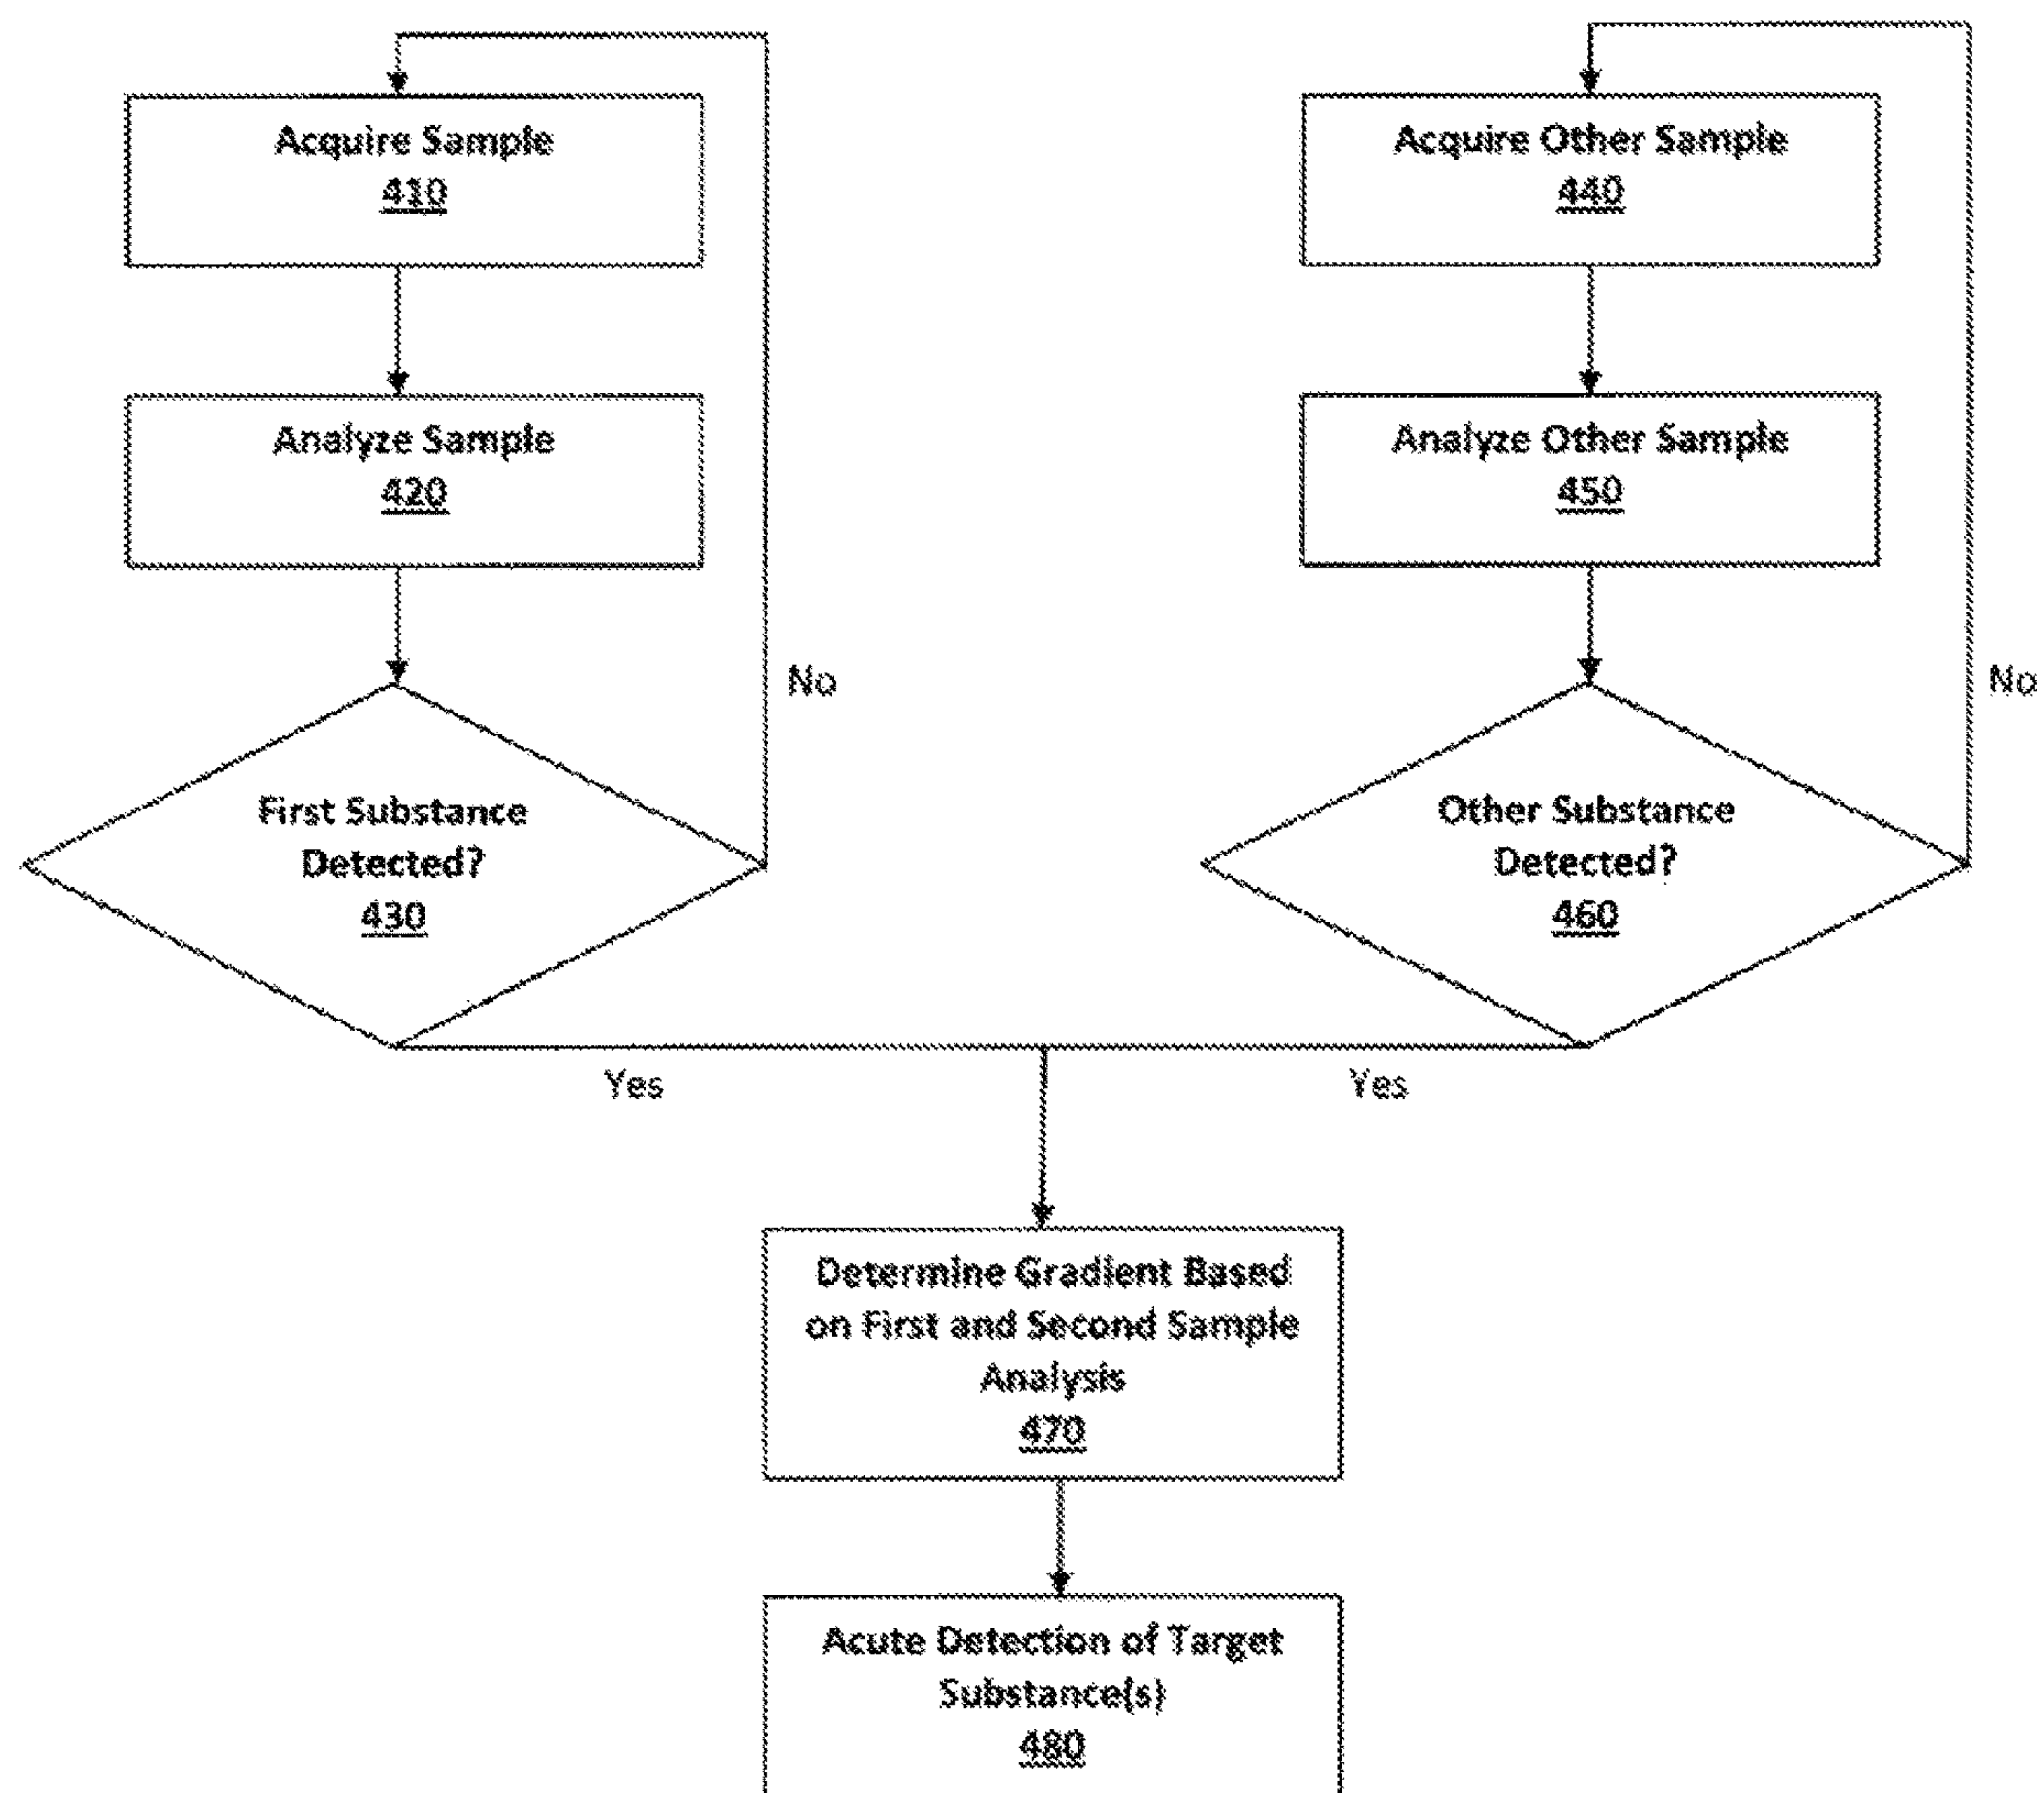 Acquire Sample
410
Analyze Sample
420
No
First Substance
Detected?
430
Yes
Acquire Other Sample
440
Analyze Other Sample
450
No
Other Substance
Detected?
460
Yes
Determine Gradient Based
on First and Second Sample
Analysis
470
Acute Detection of Target
Substance(s)
480